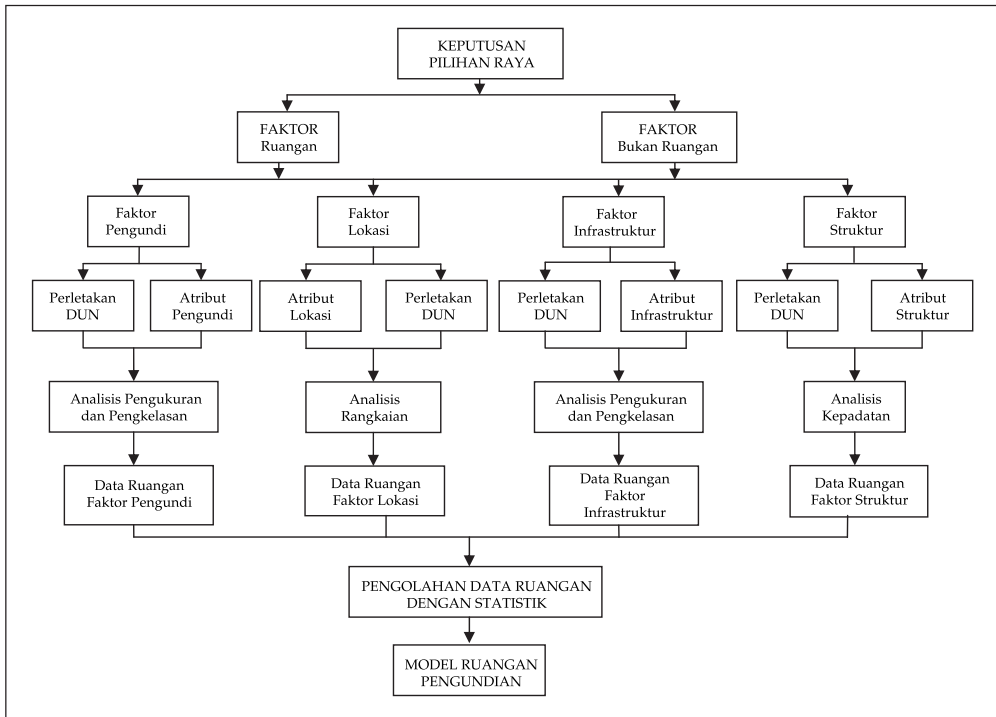 KEPUTUSAN
PILIHAN RAYA
FAKTOR
Ruangan
FAKTOR
Bukan Ruangan
Faktor
Pengundi
Faktor
Lokasi
Faktor
Infrastruktur
Faktor
Struktur
Perletakan
DUN
Atribut
Pengundi
Atribut
Lokasi
Perletakan
DUN
Perletakan
DUN
Atribut
Infrastruktur
Perletakan
DUN
Atribut
Struktur
Analisis Pengukuran
dan Pengkelasan
Analisis
Rangkaian
Analisis Pengukuran
dan Pengkelasan
Analisis
Kepadatan
Data Ruangan
Faktor Pengundi
Data Ruangan
Faktor Lokasi
Data Ruangan
Faktor
Infrastruktur
Data Ruangan
Faktor Struktur
PENGOLAHAN DATA RUANGAN
DENGAN STATISTIK
MODEL RUANGAN
PENGUNDIAN